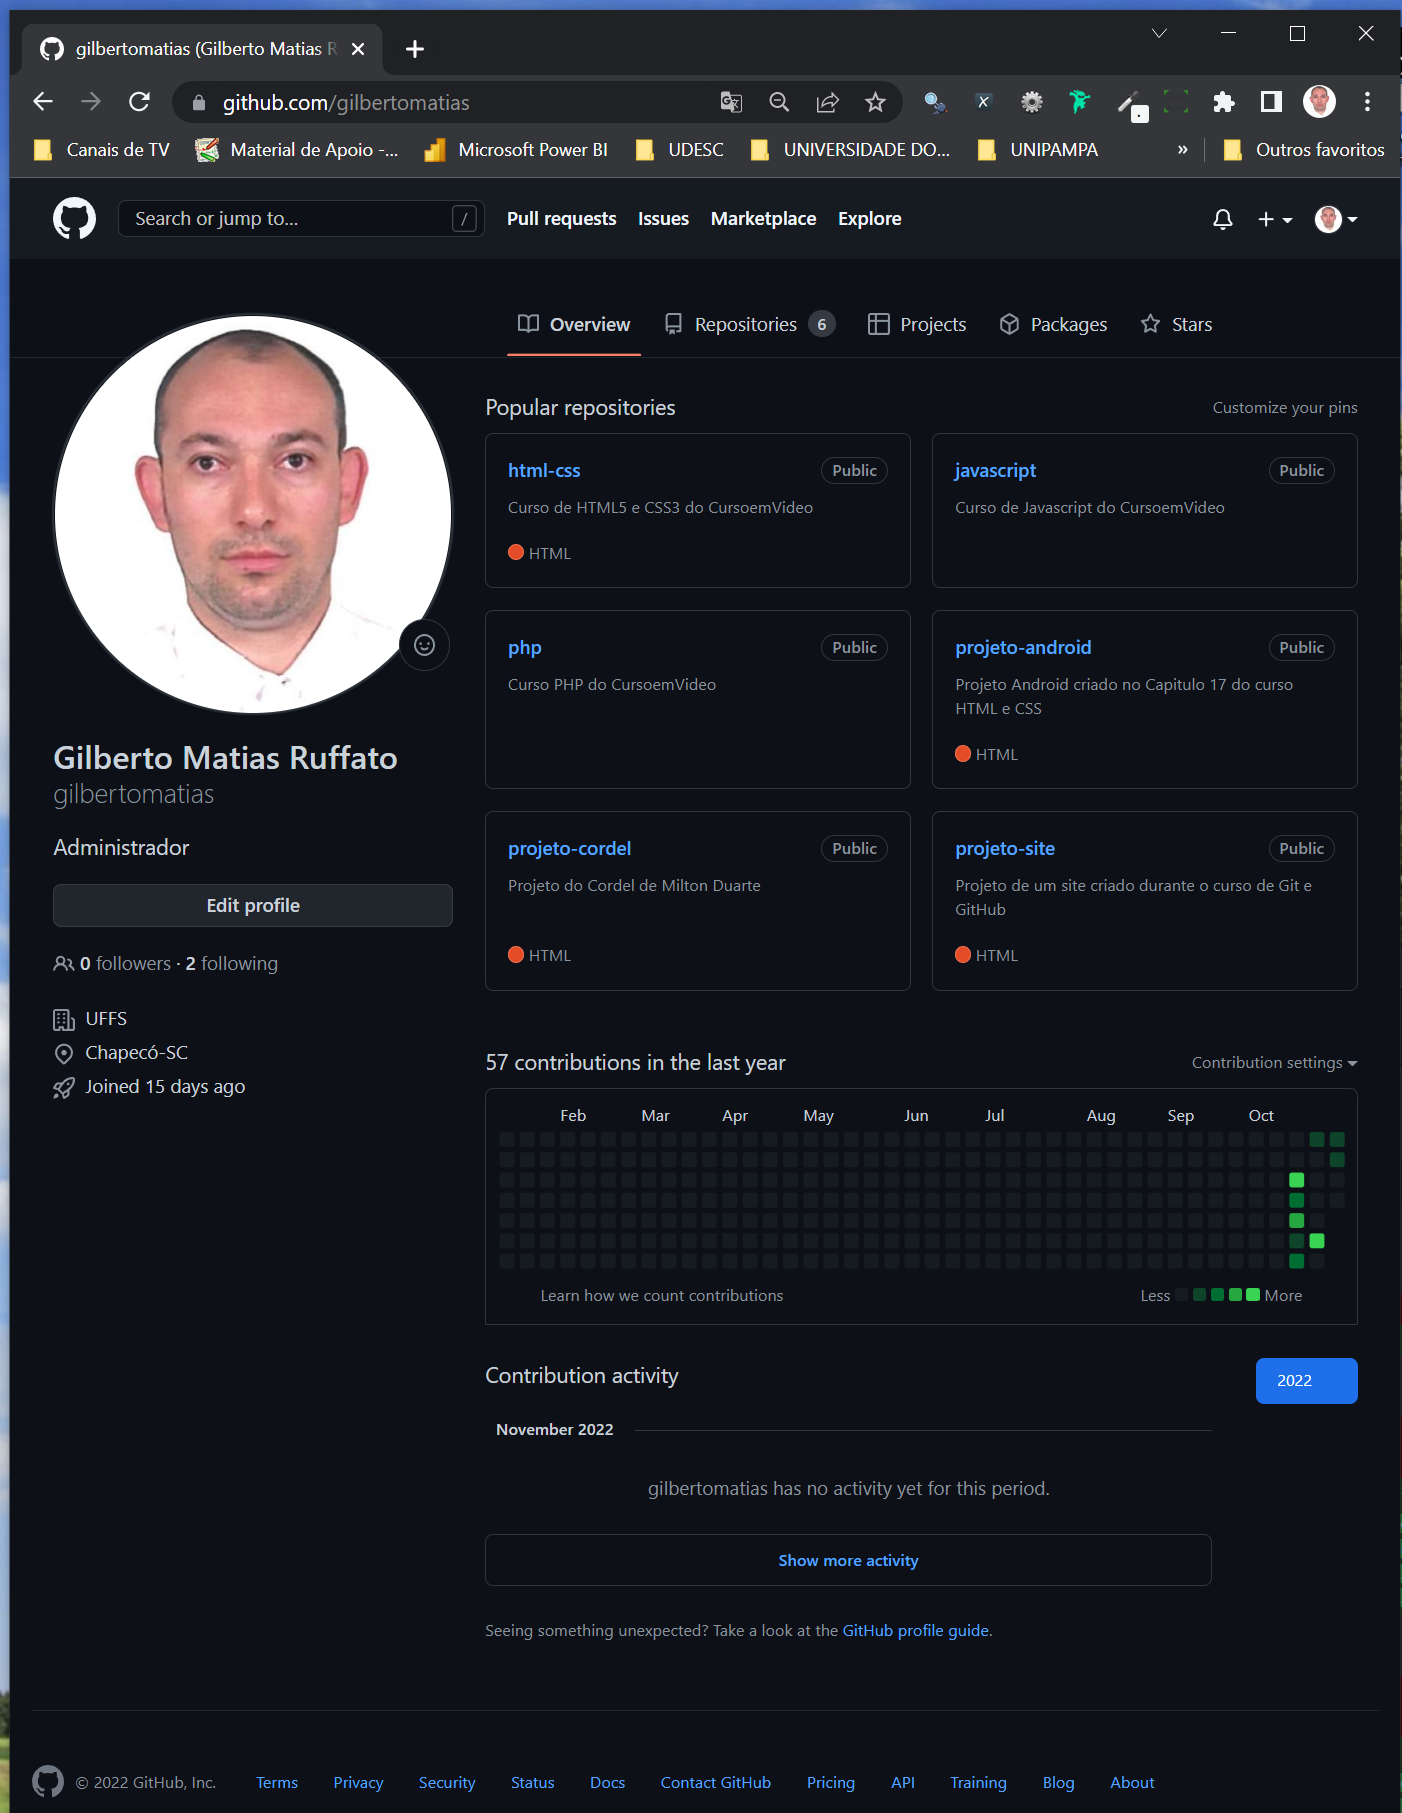 gilbertomatias (Gilberto Matias R
github.com/gilbertomatias
Canais de TV
Material de Apoio -...
Microsoft Power BI
UDESC
UNIVERSIDADE DO...
UNIPAMPA
»
Outros favoritos
Search or jump to...
/
Pull requests
Issues
Marketplace
Explore
Overview
Repositories 6
Projects
Packages
Stars
Gilberto Matias Ruffato
gilbertomatias
Administrador
Edit profile
0 followers · 2 following
UFFS
Chapecó-SC
Joined 15 days ago
Popular repositories
Customize your pins
html-css
Public
Curso de HTML5 e CSS3 do CursoemVideo
HTML
javascript
Public
Curso de Javascript do CursoemVideo
php
Public
Curso PHP do CursoemVideo
projeto-android
Public
Projeto Android criado no Capitulo 17 do curso
HTML e CSS
HTML
projeto-cordel
Public
Projeto do Cordel de Milton Duarte
HTML
projeto-site
Public
Projeto de um site criado durante o curso de Git e
GitHub
HTML
57 contributions in the last year
Contribution settings
Feb Mar Apr May Jun Jul Aug Sep Oct
Learn how we count contributions
Less
More
Contribution activity
2022
November 2022
gilbertomatias has no activity yet for this period.
Show more activity
Seeing something unexpected? Take a look at the GitHub profile guide.
© 2022 GitHub, Inc.
Terms
Privacy
Security
Status
Docs
Contact GitHub
Pricing
API
Training
Blog
About